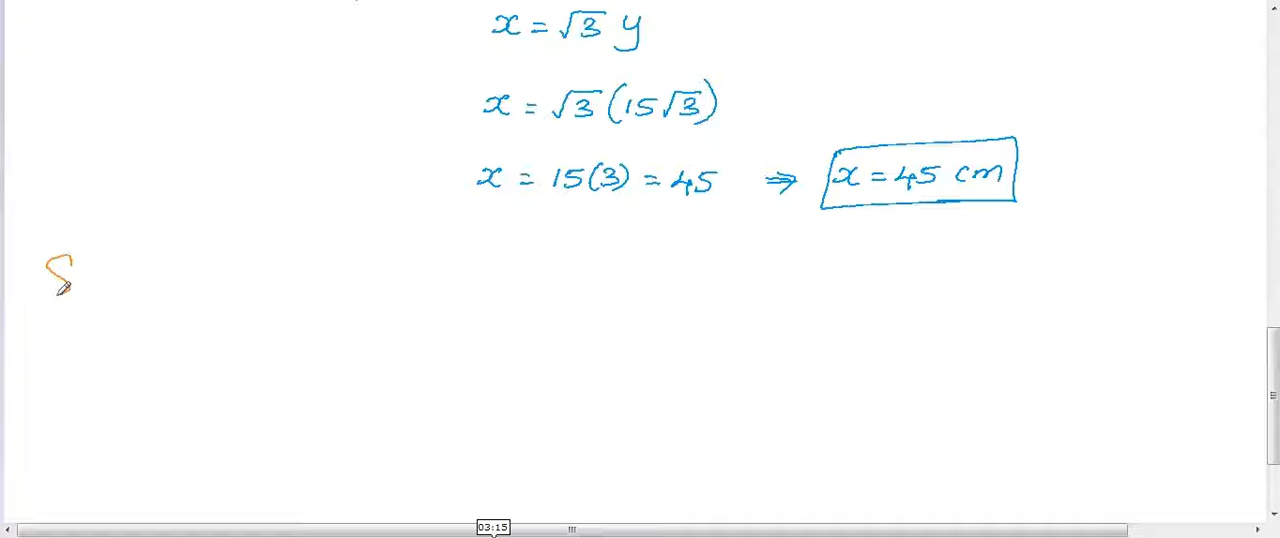 x = √3 y
x = √3 (15√3)
x = 15(3) = 45 ⇒ x = 45 cm
S
03:15